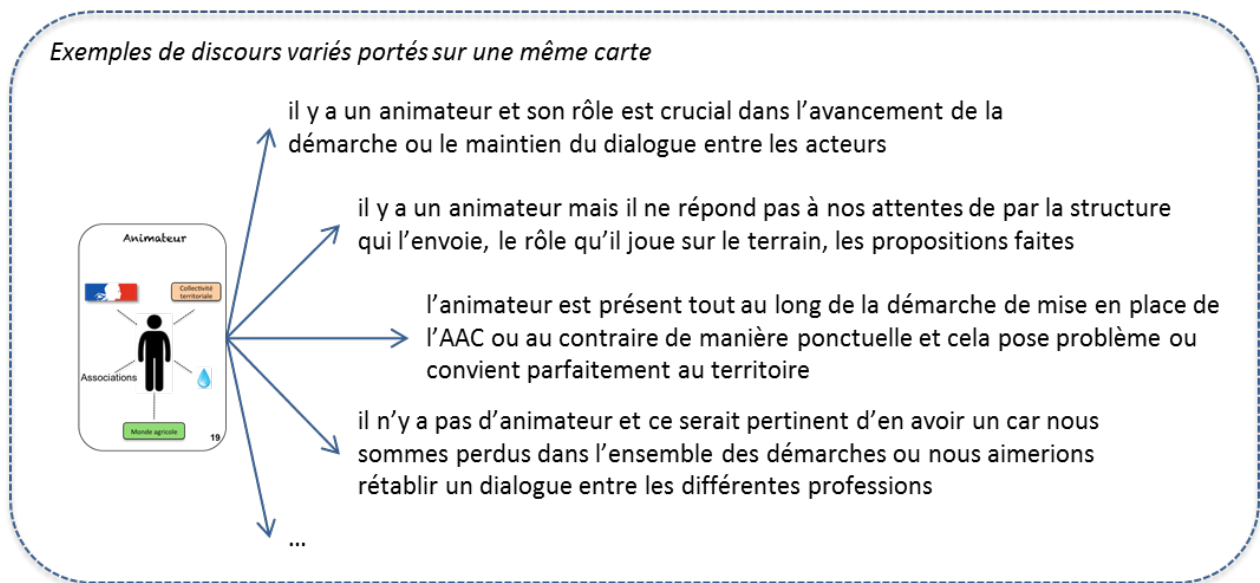 Exemples de discours variés portés sur une même carte
il y a un animateur et son rôle est crucial dans l’avancement de la
démarche ou le maintien du dialogue entre les acteurs
il y a un animateur mais il ne répond pas à nos attentes de par la structure
qui l’envoie, le rôle qu’il joue sur le terrain, les propositions faites
Animateur
Collectivité
territoriale
Associations
Monde agricole
19
l’animateur est présent tout au long de la démarche de mise en place de
l’AAC ou au contraire de manière ponctuelle et cela pose problème ou
convient parfaitement au territoire
il n’y a pas d’animateur et ce serait pertinent d’en avoir un car nous
sommes perdus dans l’ensemble des démarches ou nous aimerions
rétablir un dialogue entre les différentes professions
...